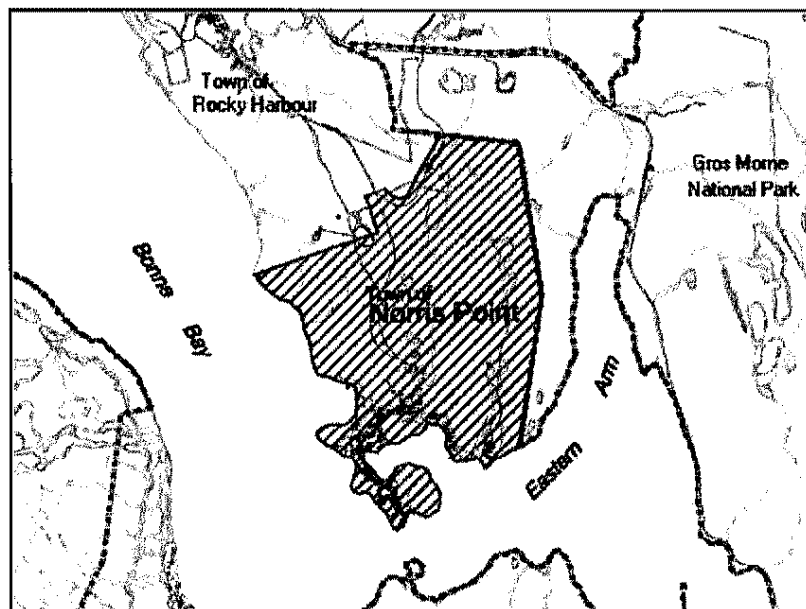 Town of
Rocky Harbour
Gros Morne
National Park
Bonne
Bay
Town of
Norris Point
Arm
Eastern